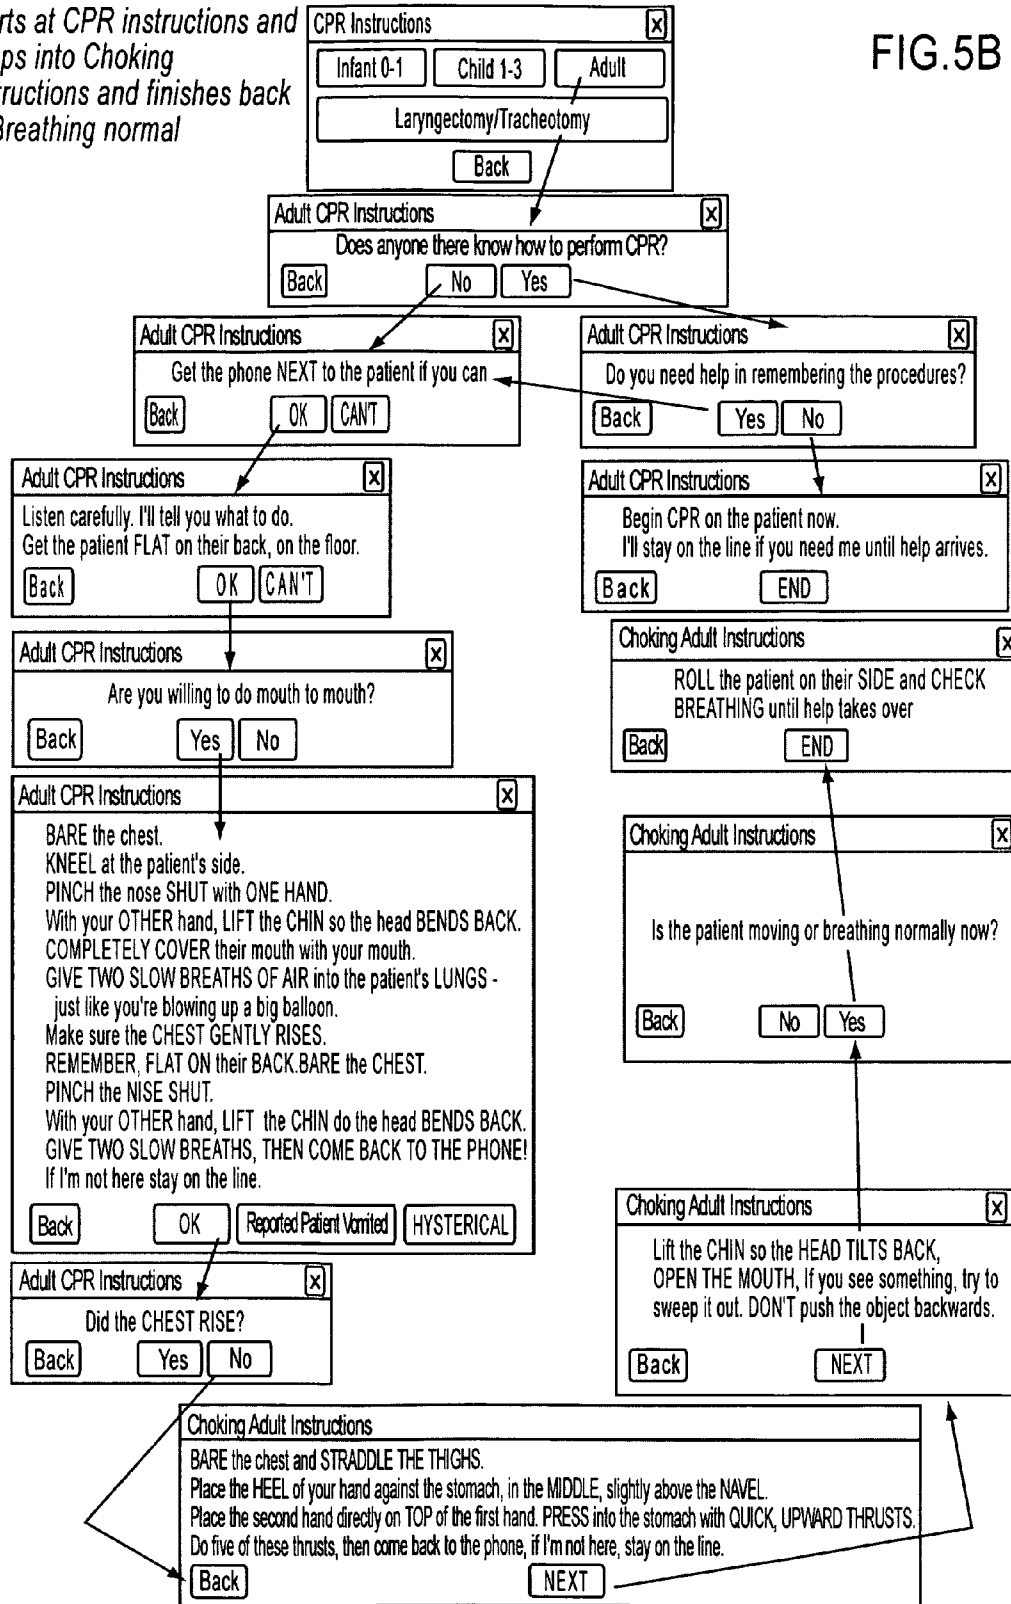 rts at CPR instructions and
ps into Choking
tructions and finishes back
Breathing normal
FIG.5B
CPR Instructions X
Infant 0-1 Child 1-3 Adult
Laryngectomy/Tracheotomy
Back
Adult CPR Instructions X
Does anyone there know how to perform CPR?
Back No Yes
Adult CPR Instructions X
Get the phone NEXT to the patient if you can
Back OK CAN'T
Adult CPR Instructions X
Do you need help in remembering the procedures?
Back Yes No
Adult CPR Instructions X
Listen carefully. I'll tell you what to do.
Get the patient FLAT on their back, on the floor.
Back OK CAN'T
Adult CPR Instructions X
Begin CPR on the patient now.
I'll stay on the line if you need me until help arrives.
Back END
Adult CPR Instructions X
Are you willing to do mouth to mouth?
Back Yes No
Choking Adult Instructions X
ROLL the patient on their SIDE and CHECK
BREATHING until help takes over
Back END
Adult CPR Instructions X
BARE the chest.
KNEEL at the patient's side.
PINCH the nose SHUT with ONE HAND.
With your OTHER hand, LIFT the CHIN so the head BENDS BACK.
COMPLETELY COVER their mouth with your mouth.
GIVE TWO SLOW BREATHS OF AIR into the patient's LUNGS -
just like you're blowing up a big balloon.
Make sure the CHEST GENTLY RISES.
REMEMBER, FLAT ON their BACK.BARE the CHEST.
PINCH the NISE SHUT.
With your OTHER hand, LIFT the CHIN do the head BENDS BACK.
GIVE TWO SLOW BREATHS, THEN COME BACK TO THE PHONE!
If I'm not here stay on the line.
Back OK Reported Patient Vomited HYSTERICAL
Choking Adult Instructions X
Is the patient moving or breathing normally now?
Back No Yes
Adult CPR Instructions X
Did the CHEST RISE?
Back Yes No
Choking Adult Instructions X
Lift the CHIN so the HEAD TILTS BACK,
OPEN THE MOUTH, If you see something, try to
sweep it out. DON'T push the object backwards.
Back NEXT
Choking Adult Instructions
BARE the chest and STRADDLE THE THIGHS.
Place the HEEL of your hand against the stomach, in the MIDDLE, slightly above the NAVEL.
Place the second hand directly on TOP of the first hand. PRESS into the stomach with QUICK, UPWARD THRUSTS.
Do five of these thrusts, then come back to the phone, if I'm not here, stay on the line.
Back NEXT